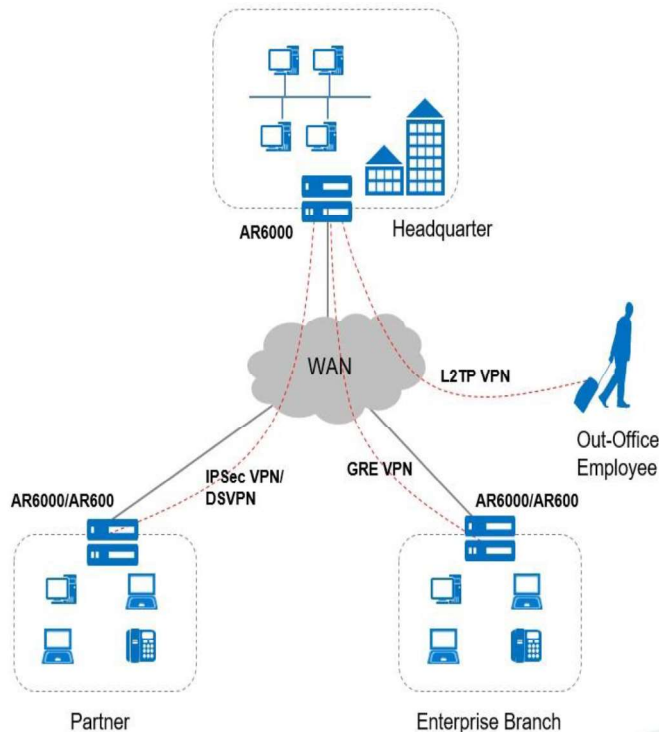 AR6000
Headquarter
WAN
L2TP VPN
Out-Office
Employee
IPSec VPN/
DSVPN
GRE VPN
AR6000/AR600
AR6000/AR600
Partner
Enterprise Branch